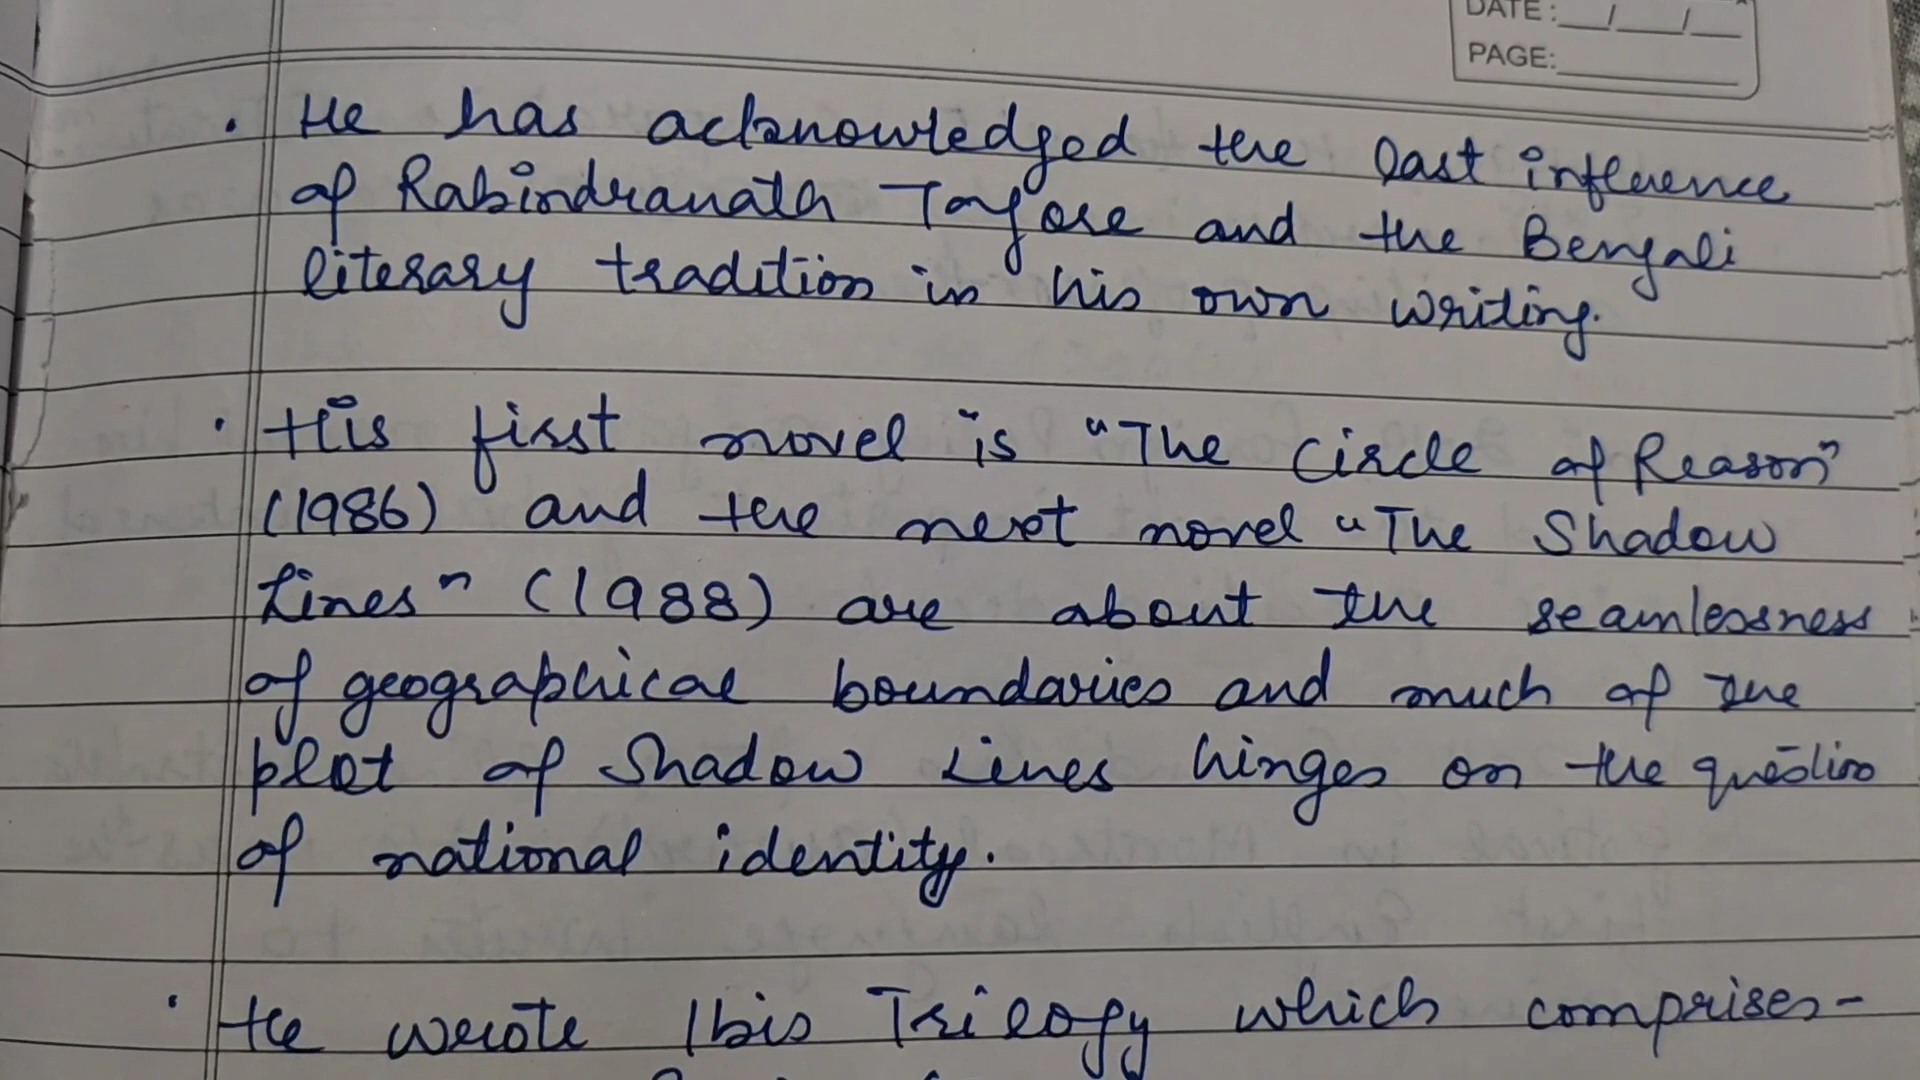 DATE: __/__/__
PAGE:
• He has acknowledged the last influence
of Rabindranath Tagore and the Bengali
literary tradition in his own writing.
• His first novel is "The Circle of Reason"
(1986) and the next novel "The Shadow
Lines" (1988) are about the seamlessness
of geographical boundaries and much of the
plot of Shadow Lines hinges on the question
of national identity.
• He wrote Ibis Trilogy which comprises-